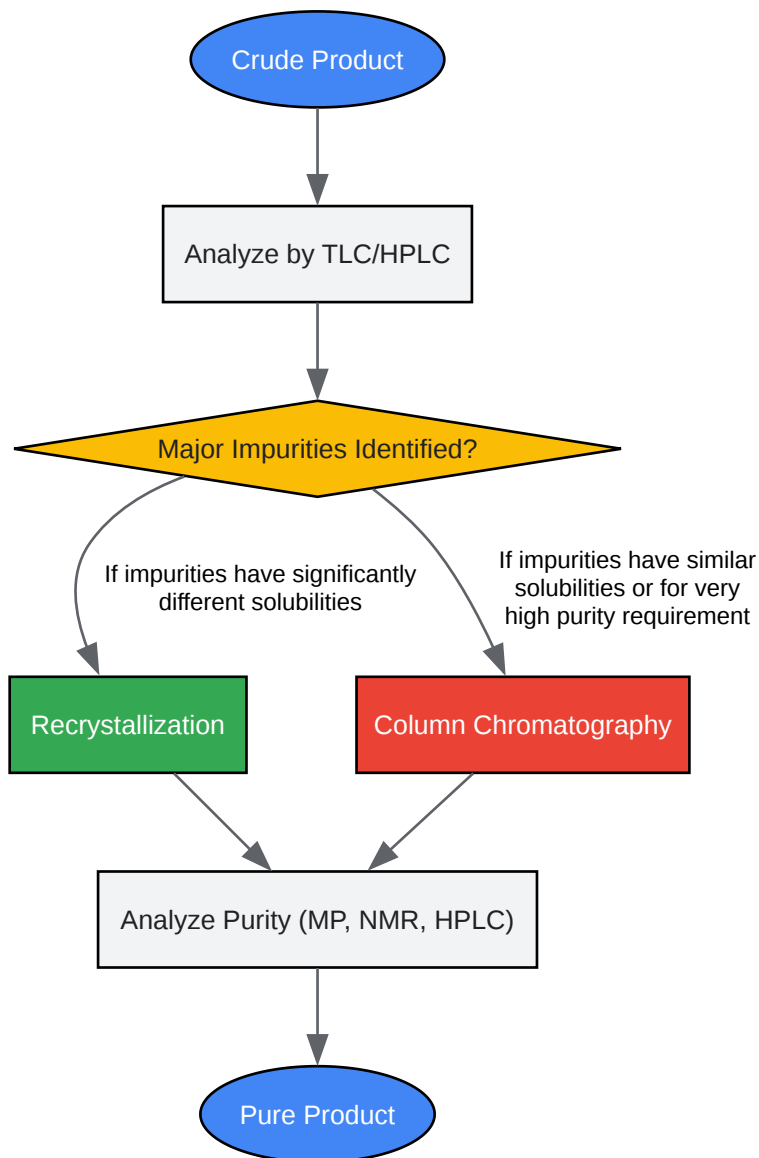 Crude Product
Analyze by TLC/HPLC
Major Impurities Identified?
If impurities have significantly
different solubilities
If impurities have similar
solubilities or for very
high purity requirement
Recrystallization
Column Chromatography
Analyze Purity (MP, NMR, HPLC)
Pure Product